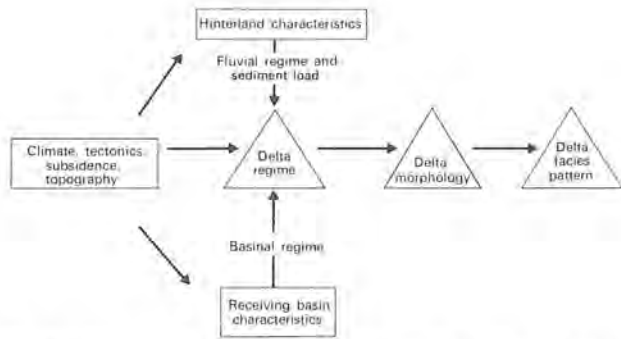 Hinterland characteristics
Fluvial regime and
sediment load
Climate, tectonics,
subsidence,
topography
Delta
regime
Delta
morphology
Delta
facies
pattern
Basinal regime
Receiving basin
characteristics